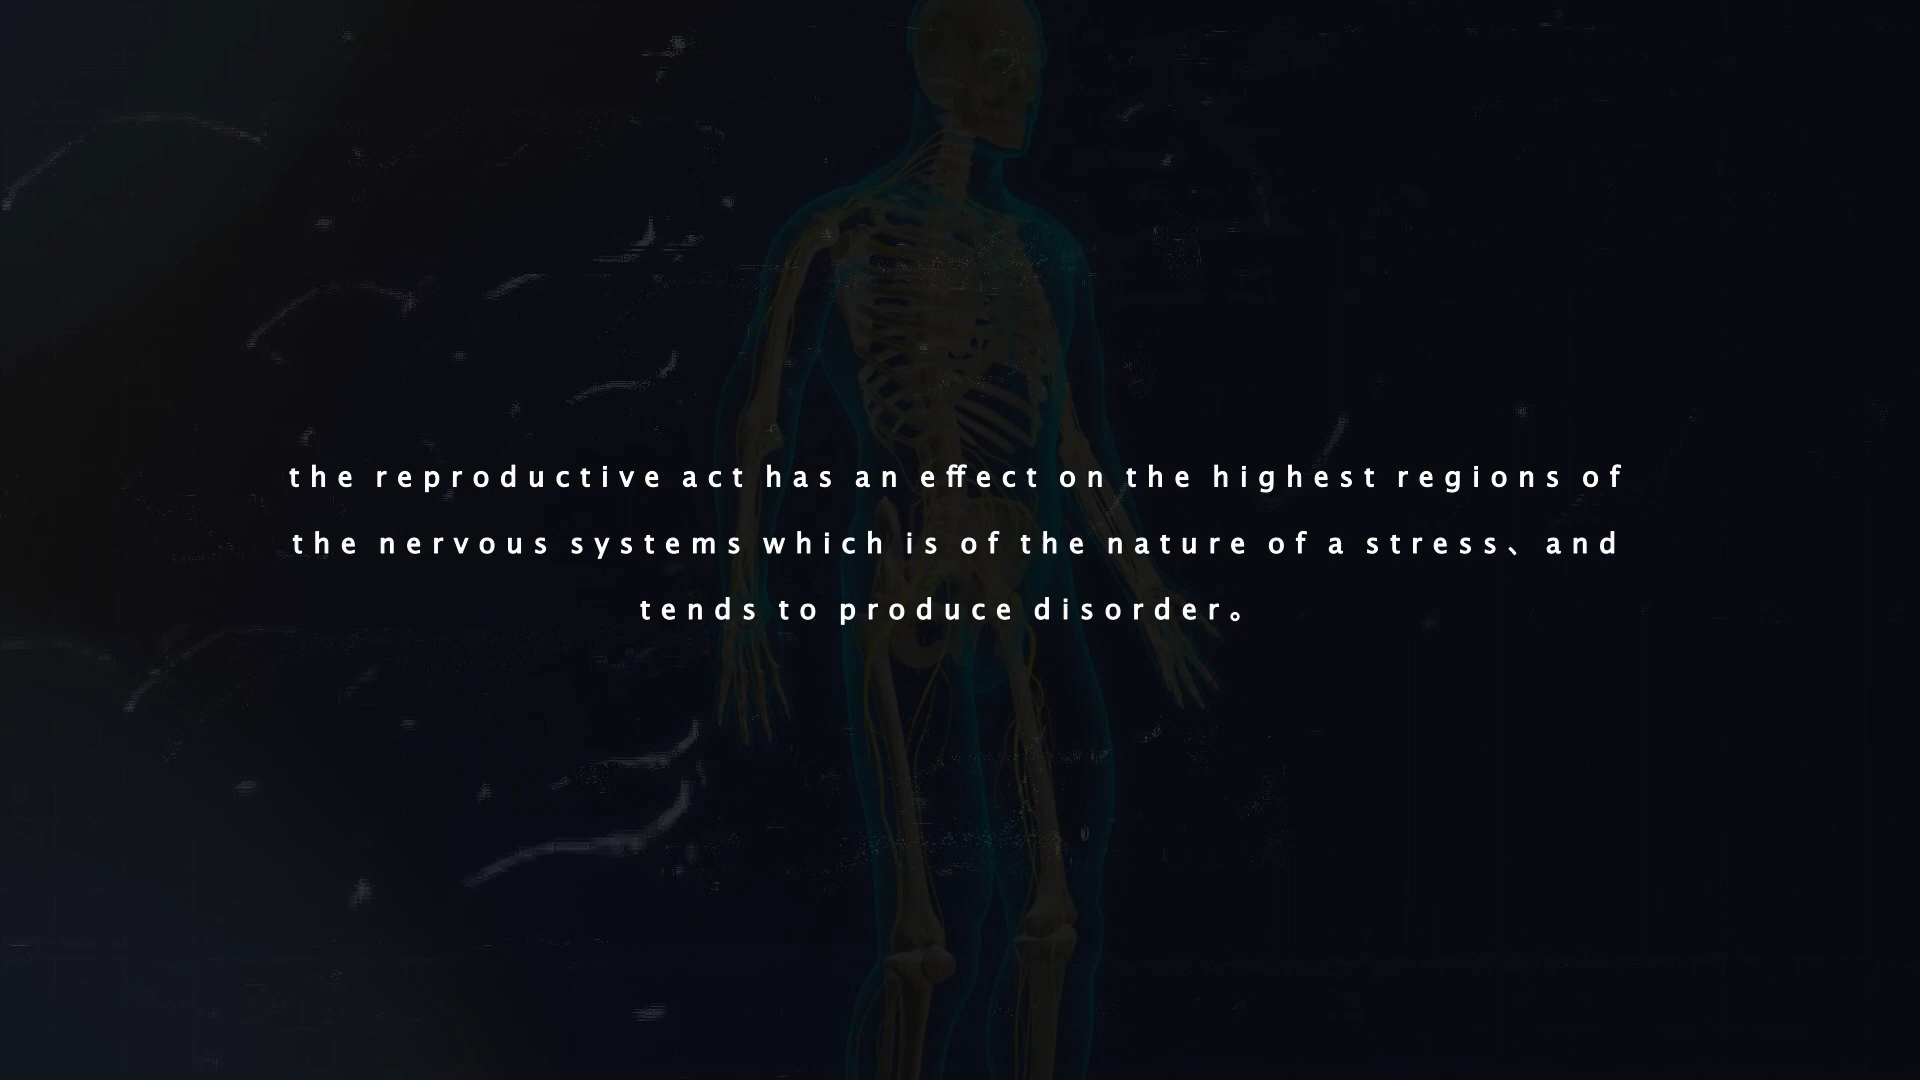 the reproductive act has an effect on the highest regions of
the nervous systems which is of the nature of a stress、and
tends to produce disorder。